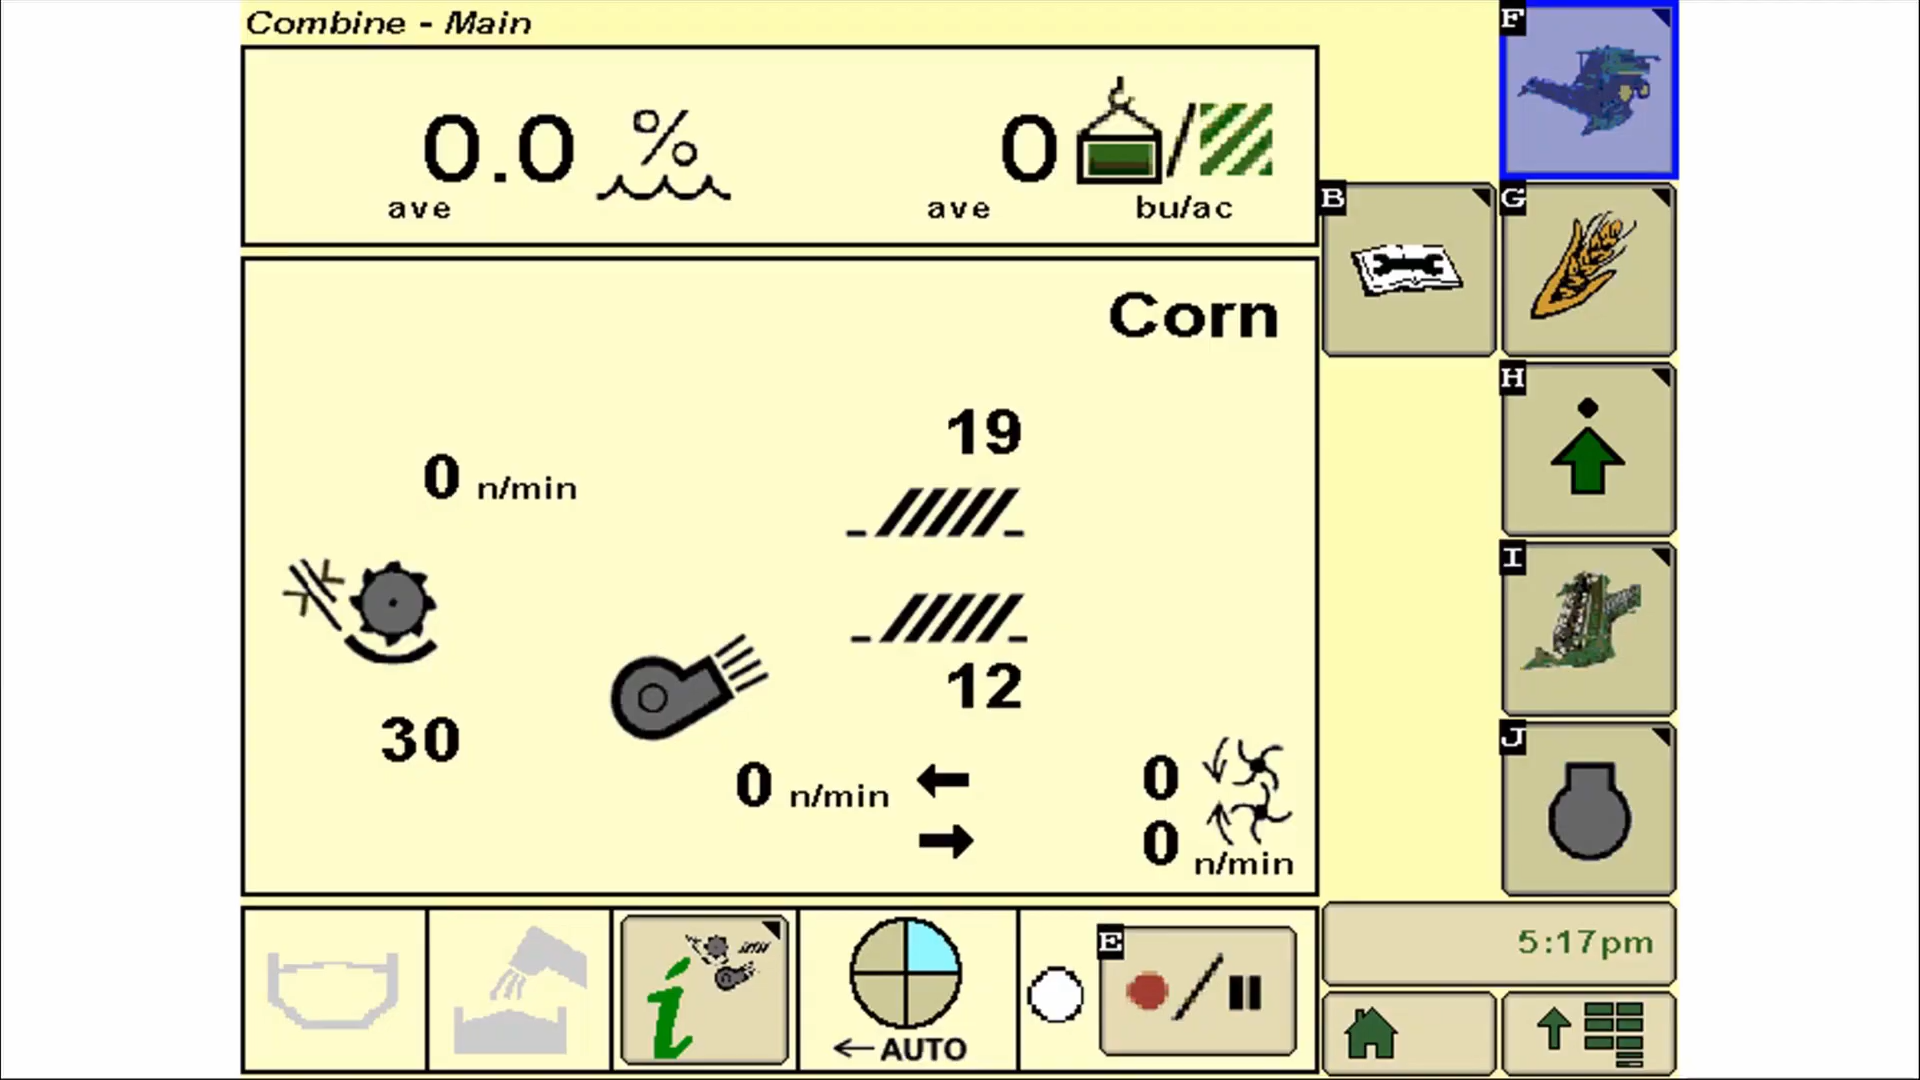 Combine - Main
0.0 %
ave
0 /
ave bu/ac
Corn
19
0 n/min
12
30
0 n/min
0
0
n/min
F
B
G
H
I
J
← AUTO
E
5:17pm